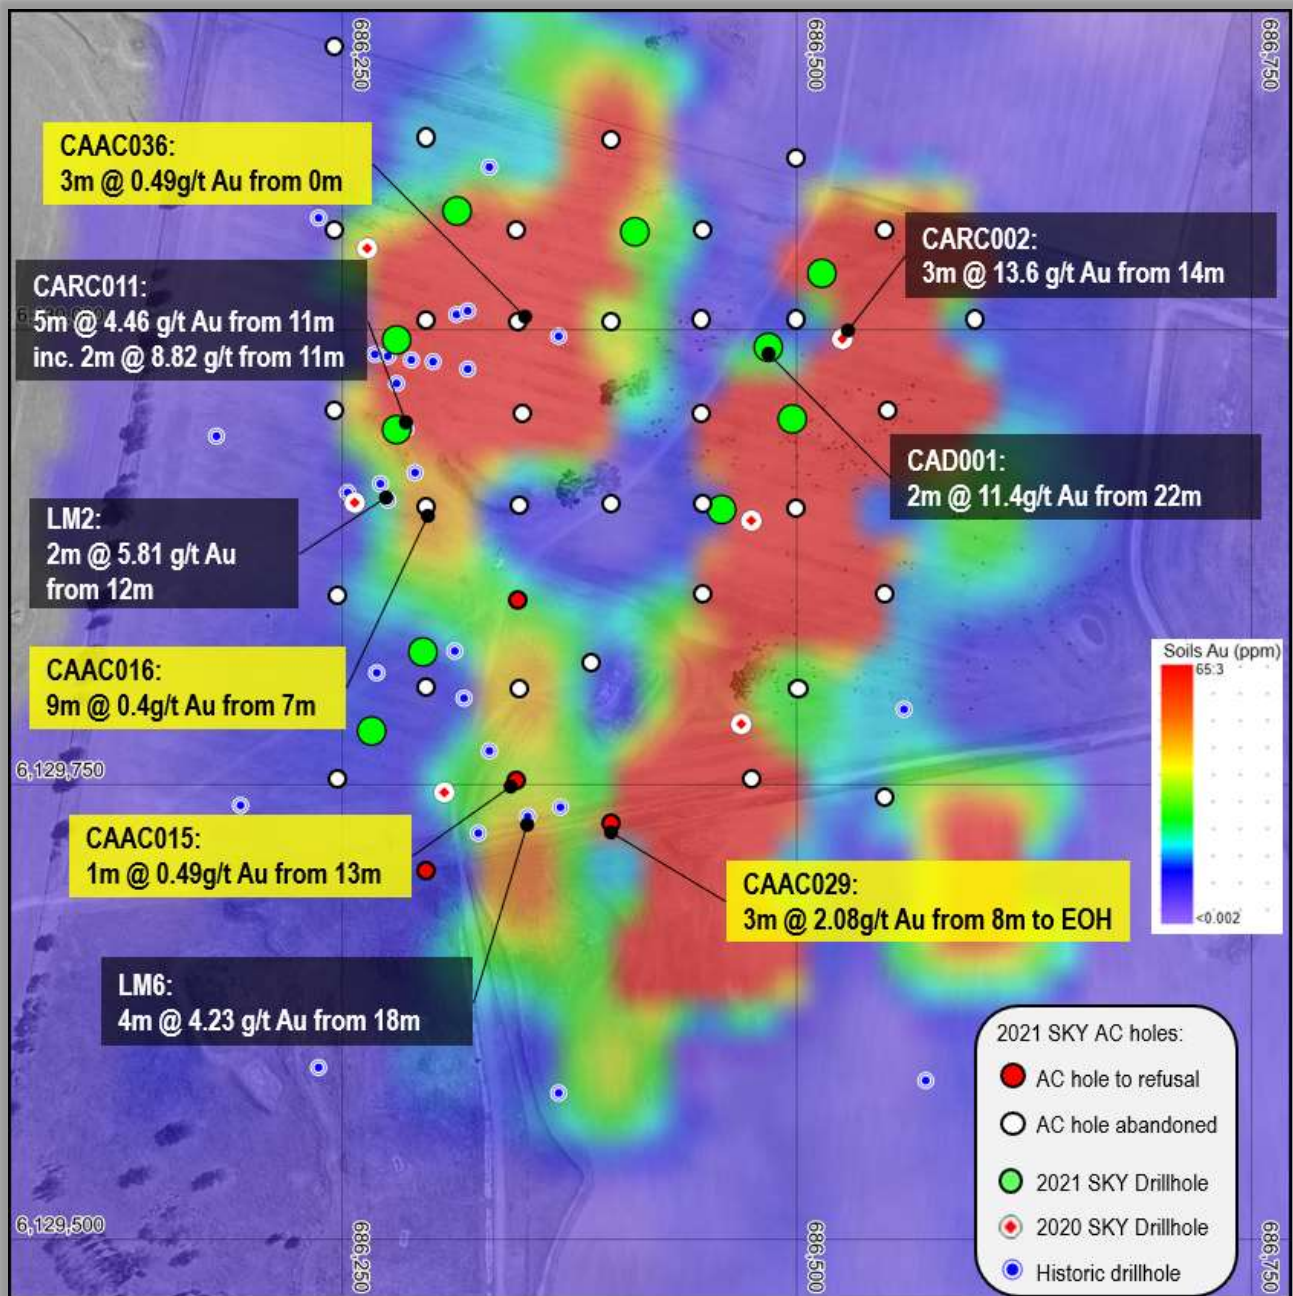 686,250
686,500
686,750
CAAC036:
3m @ 0.49g/t Au from 0m
CARC002:
3m @ 13.6 g/t Au from 14m
CARC011:
5m @ 4.46 g/t Au from 11m
inc. 2m @ 8.82 g/t from 11m
CAD001:
2m @ 11.4g/t Au from 22m
LM2:
2m @ 5.81 g/t Au
from 12m
CAAC016:
9m @ 0.4g/t Au from 7m
Soils Au (ppm)
65.3
<0.002
6,129,750
CAAC015:
1m @ 0.49g/t Au from 13m
CAAC029:
3m @ 2.08g/t Au from 8m to EOH
LM6:
4m @ 4.23 g/t Au from 18m
2021 SKY AC holes:
AC hole to refusal
AC hole abandoned
2021 SKY Drillhole
2020 SKY Drillhole
Historic drillhole
6,129,500
686,250
686,500
686,750